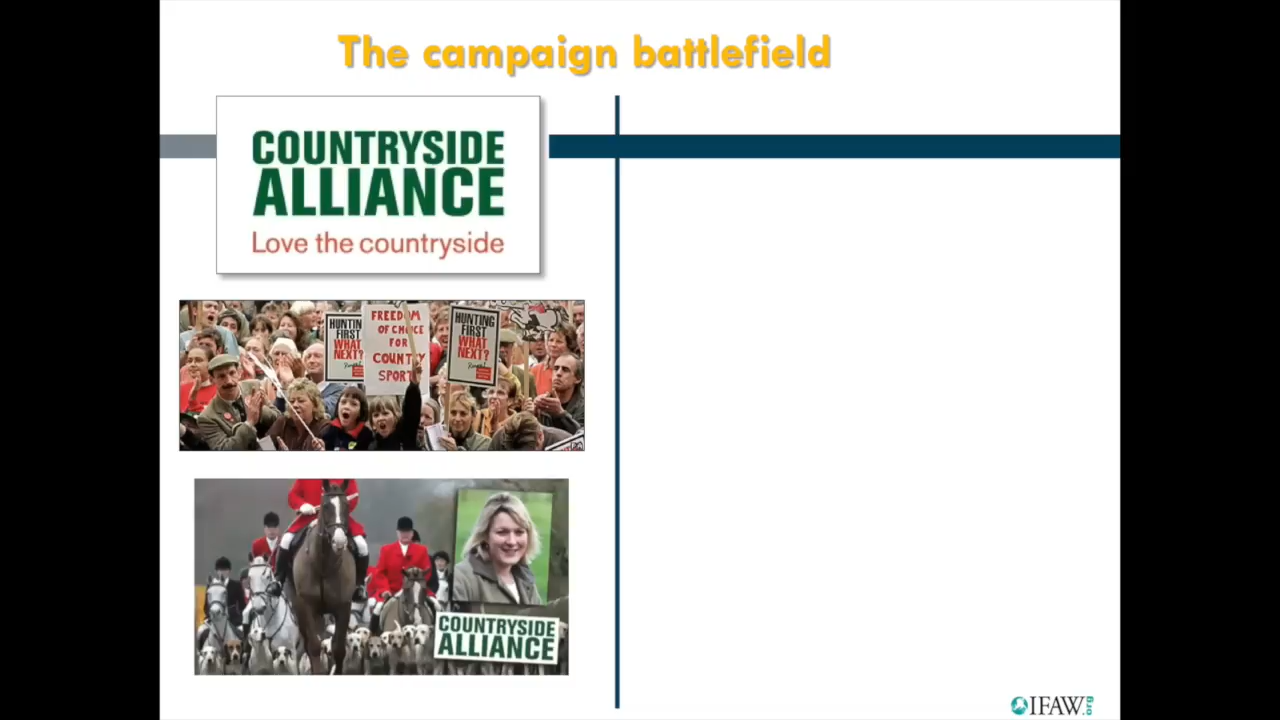 The campaign battlefield
COUNTRYSIDE
ALLIANCE
Love the countryside
HUNTING
FIRST
WHAT
NEXT?
FREEDOM
OF CHOICE
FOR
COUNTRY
SPORT
HUNTING
FIRST
WHAT
NEXT?
COUNTRYSIDE
ALLIANCE
IFAW.org